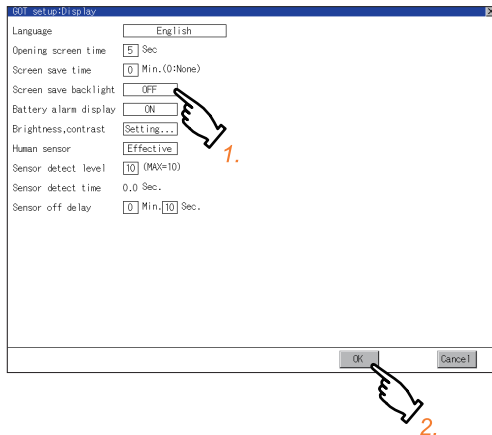 GOT setup:Display
Language English
Opening screen time 5 Sec
Screen save time 0 Min.(0:None)
Screen save backlight OFF
Battery alarm display ON
Brightness,contrast Setting...
Human sensor Effective
1.
Sensor detect level 10 (MAX=10)
Sensor detect time 0.0 Sec.
Sensor off delay 0 Min. 10 Sec.
OK Cancel
2.